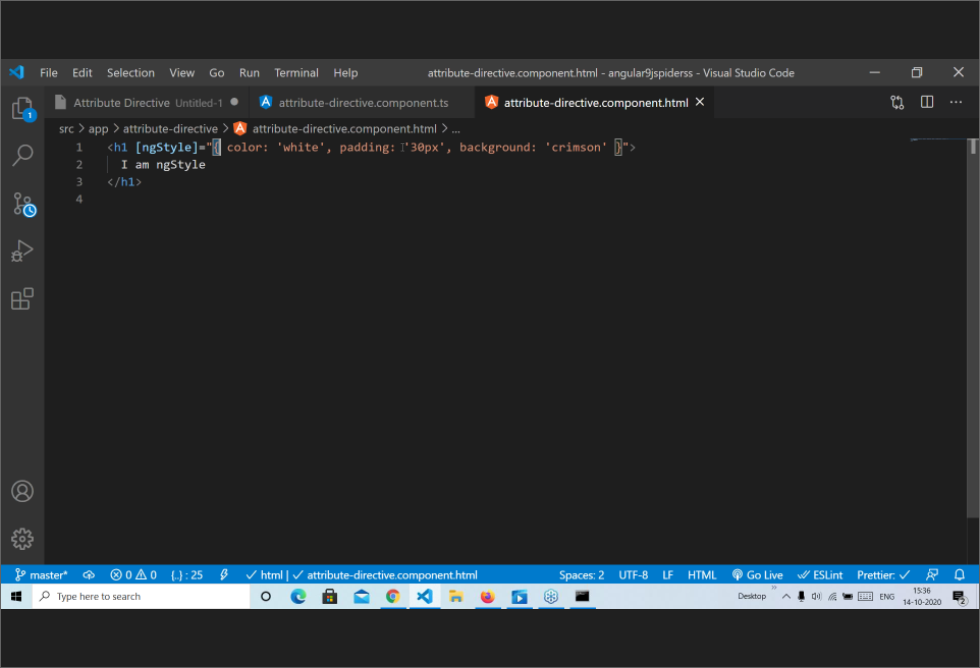 File Edit Selection View Go Run Terminal Help attribute-directive.component.html - angular9jspiderss - Visual Studio Code
Attribute Directive Untitled-1 attribute-directive.component.ts attribute-directive.component.html
src > app > attribute-directive > attribute-directive.component.html > ...
1 <h1 [ngStyle]="{ color: 'white', padding: '30px', background: 'crimson' }">
2 I am ngStyle
3 </h1>
4
1
master* 0 0 {..} : 25 html | attribute-directive.component.html Spaces: 2 UTF-8 LF HTML Go Live ESLint Prettier:
Type here to search Desktop ENG 15:36
14-10-2020 2